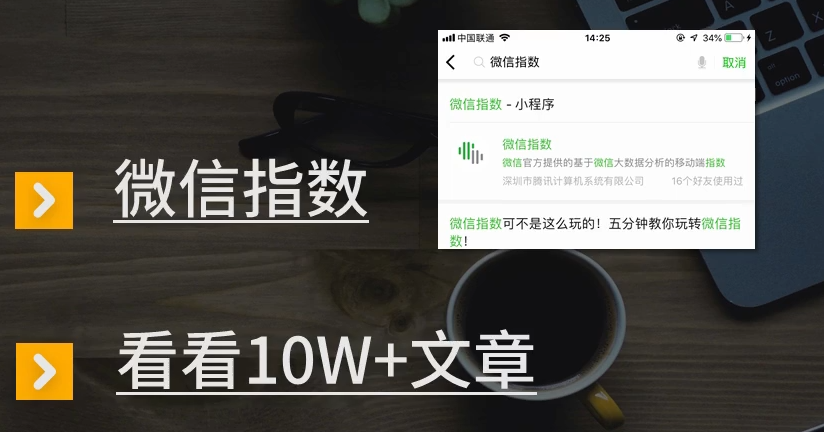 中国联通 14:25 34%
微信指数 取消
微信指数 - 小程序
微信指数
微信官方提供的基于微信大数据分析的移动端指数
深圳市腾讯计算机系统有限公司 16个好友使用过
微信指数可不是这么玩的！五分钟教你玩转微信指
数！
微信指数
看看10W+文章
option